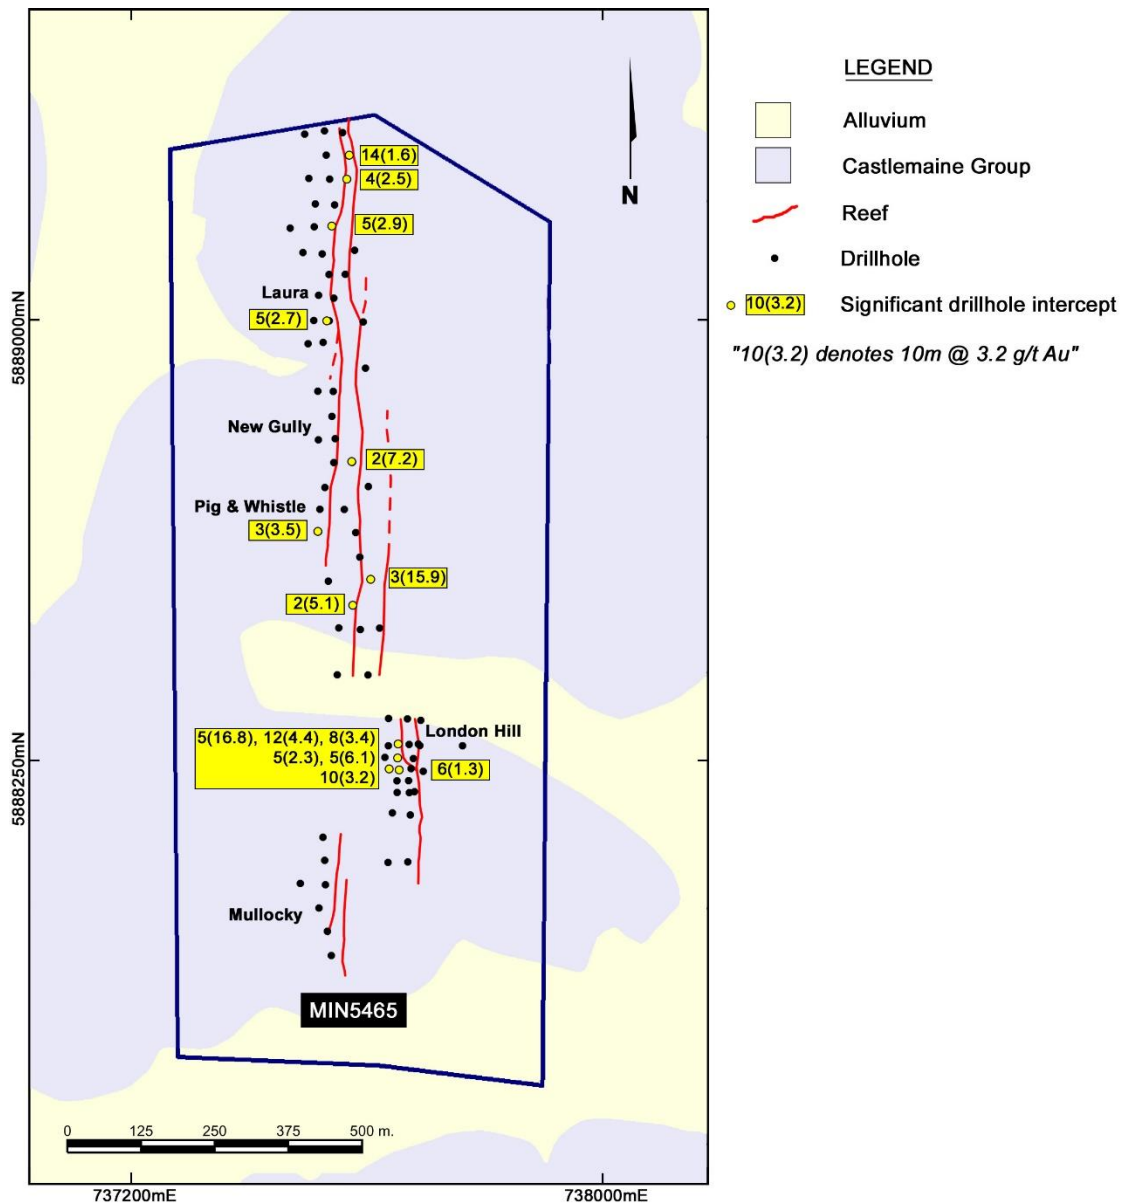 LEGEND
Alluvium
Castlemaine Group
Reef
Drillhole
10(3.2)
Significant drillhole intercept
"10(3.2) denotes 10m @ 3.2 g/t Au"
N
14(1.6)
4(2.5)
5(2.9)
Laura
5(2.7)
5889000mN
New Gully
2(7.2)
Pig & Whistle
3(3.5)
3(15.9)
2(5.1)
London Hill
5(16.8), 12(4.4), 8(3.4)
5(2.3), 5(6.1)
10(3.2)
6(1.3)
5888250mN
Mullocky
MIN5465
0 125 250 375 500 m.
737200mE 738000mE